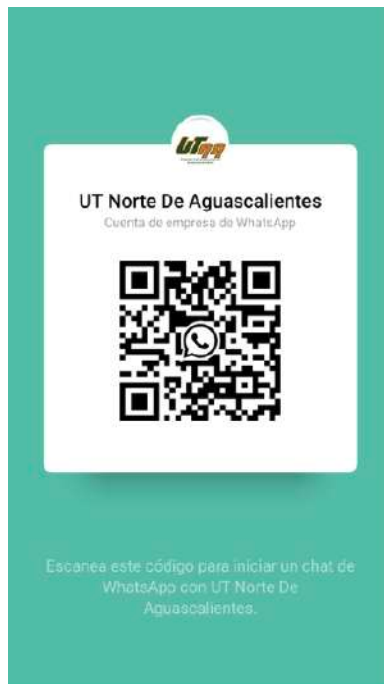 UTna
UT Norte De Aguascalientes
Cuenta de empresa de WhatsApp
Escanea este código para iniciar un chat de
WhatsApp con UT Norte De
Aguascalientes.